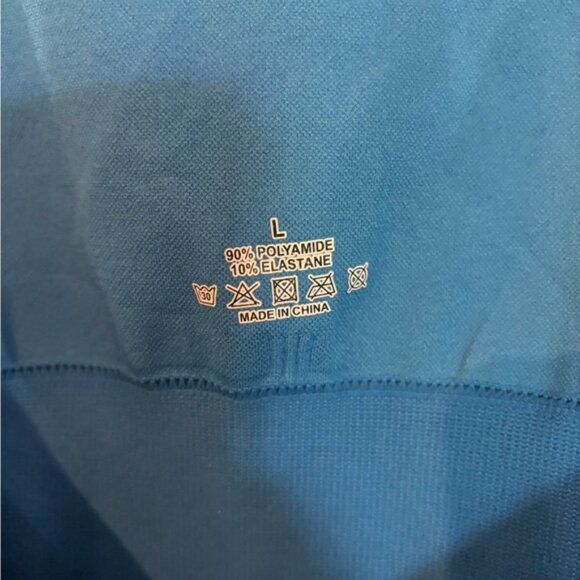 L
90% POLYAMIDE
10% ELASTANE
30
MADE IN CHINA